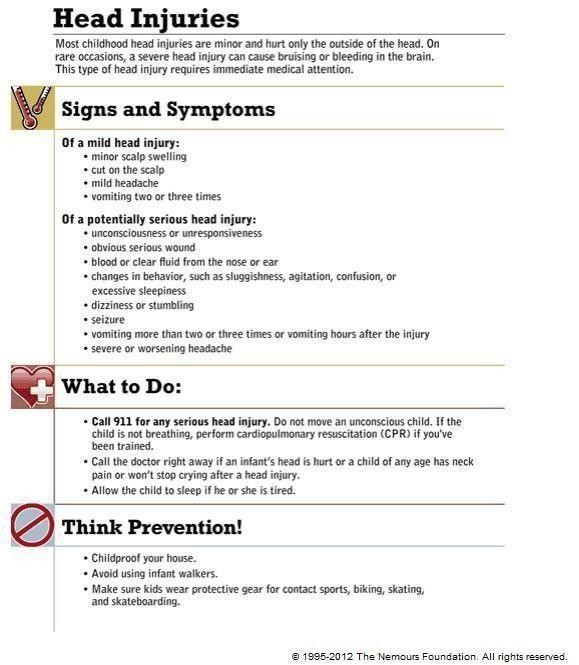 Head Injuries
Most childhood head injuries are minor and hurt only the outside of the head. On
rare occasions, a severe head injury can cause bruising or bleeding in the brain.
This type of head injury requires immediate medical attention.
Signs and Symptoms
Of a mild head injury:
• minor scalp swelling
• cut on the scalp
• mild headache
• vomiting two or three times
Of a potentially serious head injury:
• unconsciousness or unresponsiveness
• obvious serious wound
• blood or clear fluid from the nose or ear
• changes in behavior, such as sluggishness, agitation, confusion, or
excessive sleepiness
• dizziness or stumbling
• seizure
• vomiting more than two or three times or vomiting hours after the injury
• severe or worsening headache
What to Do:
• Call 911 for any serious head injury. Do not move an unconscious child. If the
child is not breathing, perform cardiopulmonary resuscitation (CPR) if you've
been trained.
• Call the doctor right away if an infant's head is hurt or a child of any age has neck
pain or won't stop crying after a head injury.
• Allow the child to sleep if he or she is tired.
Think Prevention!
• Childproof your house.
• Avoid using infant walkers.
• Make sure kids wear protective gear for contact sports, biking, skating,
and skateboarding.
© 1995-2012 The Nemours Foundation. All rights reserved.